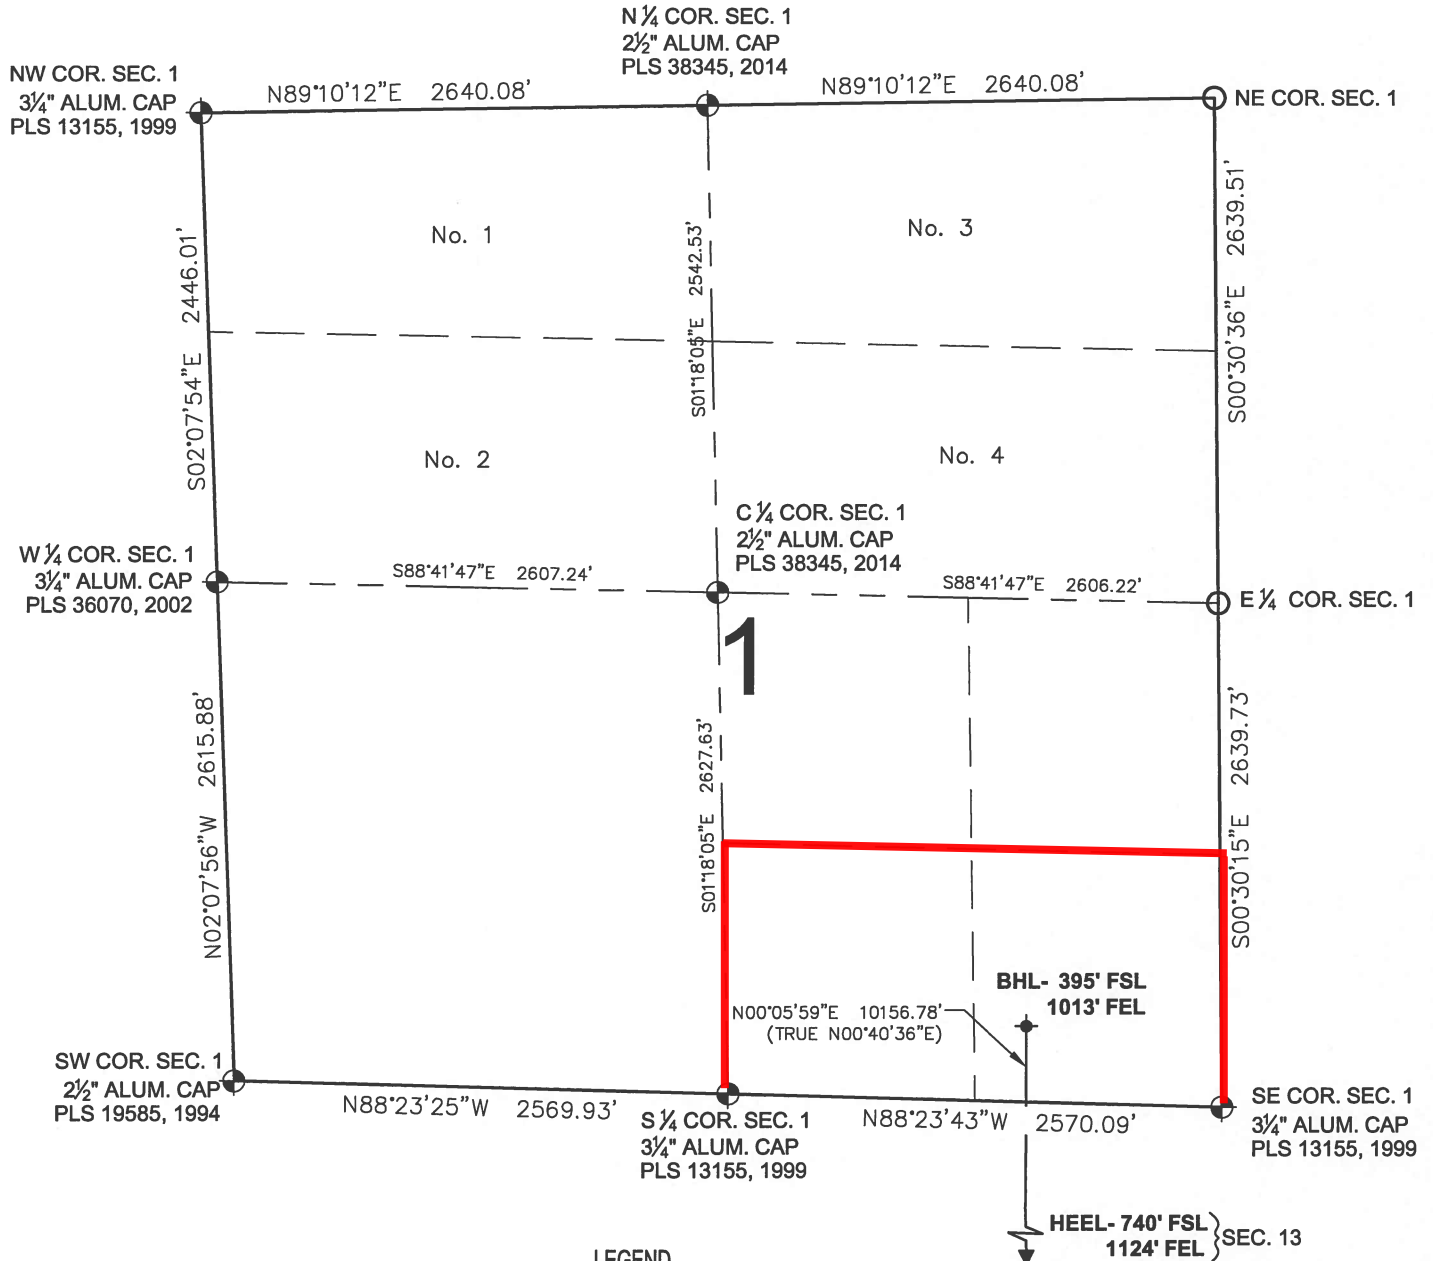 N ¼ COR. SEC. 1
2½" ALUM. CAP
PLS 38345, 2014
NW COR. SEC. 1
3¼" ALUM. CAP
PLS 13155, 1999
N89°10'12"E 2640.08'
N89°10'12"E 2640.08'
NE COR. SEC. 1
S02°07'54"E 2446.01'
No. 1
S01°18'05"E 2542.53'
No. 3
S00°30'36"E 2639.51'
No. 2
No. 4
C ¼ COR. SEC. 1
2½" ALUM. CAP
PLS 38345, 2014
W ¼ COR. SEC. 1
3¼" ALUM. CAP
PLS 36070, 2002
S88°41'47"E 2607.24'
S88°41'47"E 2606.22'
E ¼ COR. SEC. 1
1
N02°07'56"W 2615.88'
S01°18'05"E 2627.63'
S00°30'15"E 2639.73'
BHL- 395' FSL
1013' FEL
N00°05'59"E 10156.78'
(TRUE N00°40'36"E)
SW COR. SEC. 1
2½" ALUM. CAP
PLS 19585, 1994
N88°23'25"W 2569.93'
S ¼ COR. SEC. 1
3¼" ALUM. CAP
PLS 13155, 1999
N88°23'43"W 2570.09'
SE COR. SEC. 1
3¼" ALUM. CAP
PLS 13155, 1999
HEEL- 740' FSL
1124' FEL
SEC. 13
LEGEND